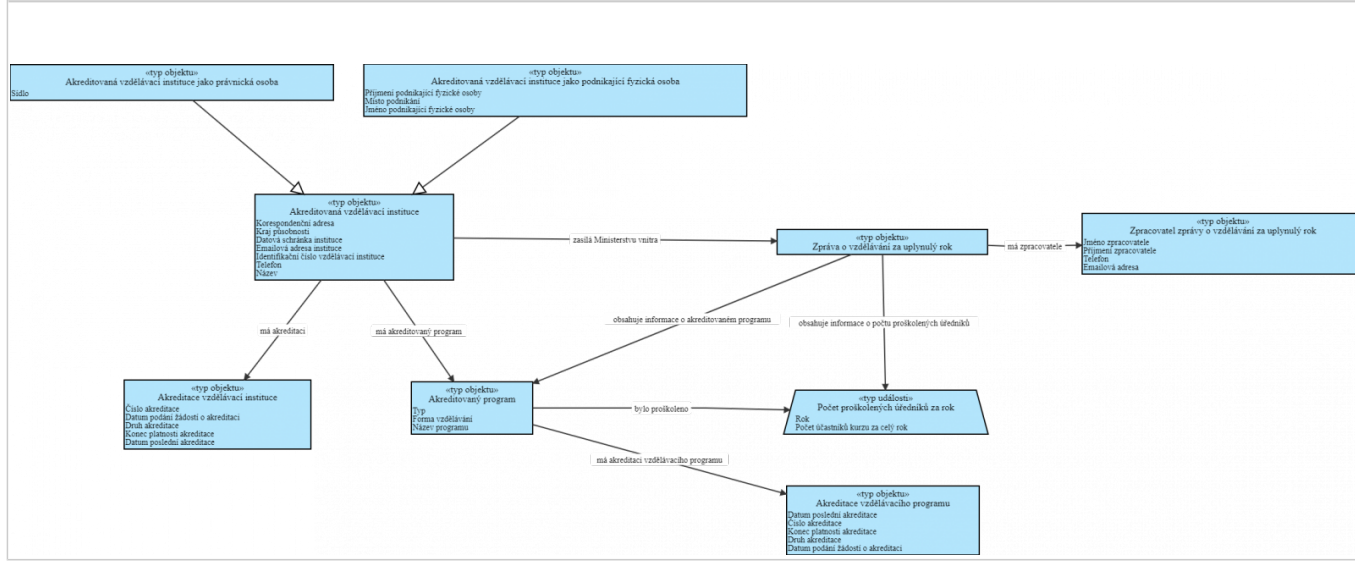 «typ objektu»
Akreditovaná vzdělávací instituce jako právnická osoba
Sídlo
«typ objektu»
Akreditovaná vzdělávací instituce jako podnikající fyzická osoba
Příjmení podnikající fyzické osoby
Místo podnikání
Jméno podnikající fyzické osoby
«typ objektu»
Akreditovaná vzdělávací instituce
Korespondenční adresa
Kraj působnosti
Datová schránka instituce
Emailová adresa instituce
Identifikační číslo vzdělávací instituce
Telefon
Název
zasílá Ministerstvu vnitra
«typ objektu»
Zpráva o vzdělávání za uplynulý rok
má zpracovatele
«typ objektu»
Zpracovatel zprávy o vzdělávání za uplynulý rok
Jméno zpracovatele
Příjmení zpracovatele
Telefon
Emailová adresa
má akreditaci
má akreditovaný program
obsahuje informace o akreditovaném programu
obsahuje informace o počtu proškolených úředníků
«typ objektu»
Akreditace vzdělávací instituce
Číslo akreditace
Datum podání žádosti o akreditaci
Druh akreditace
Konec platnosti akreditace
Datum poslední akreditace
«typ objektu»
Akreditovaný program
Typ
Forma vzdělávání
Název programu
bylo proškoleno
«typ události»
Počet proškolených úředníků za rok
Rok
Počet účastníků kurzu za celý rok
má akreditaci vzdělávacího programu
«typ objektu»
Akreditace vzdělávacího programu
Datum poslední akreditace
Číslo akreditace
Konec platnosti akreditace
Druh akreditace
Datum podání žádosti o akreditaci